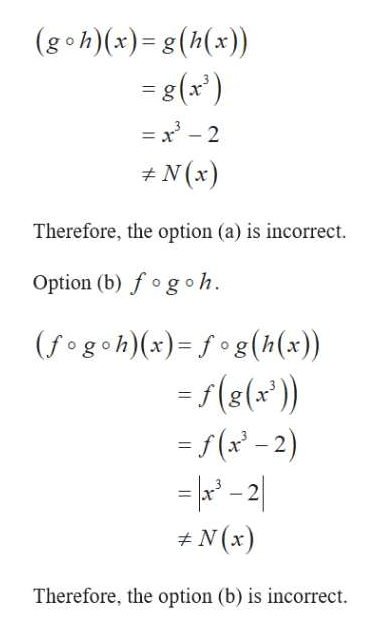 (g∘h)(x)= g(h(x))
= g(x³)
= x³ − 2
≠ N(x)
Therefore, the option (a) is incorrect.
Option (b) f∘g∘h.
(f∘g∘h)(x)= f∘g(h(x))
= f(g(x³))
= f(x³ − 2)
= |x³ − 2|
≠ N(x)
Therefore, the option (b) is incorrect.